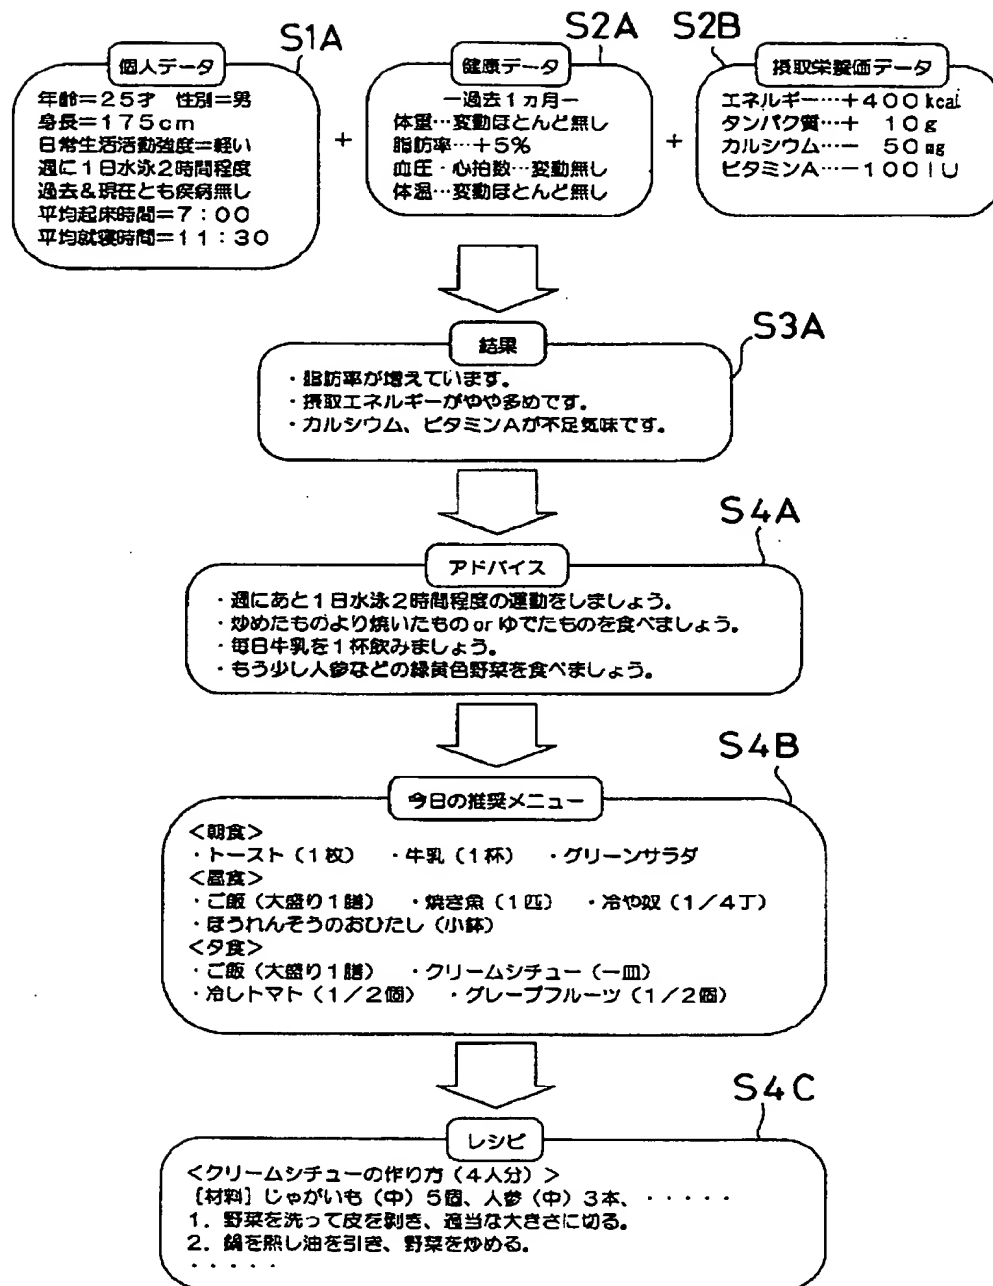 S1A
個人データ
年齢=25才 性別=男
身長=175cm
日常生活活動強度=軽い
週に1日水泳2時間程度
過去&現在とも疾病無し
平均起床時間=7:00
平均就寝時間=11:30
+
S2A
健康データ
-過去1ヵ月-
体重…変動ほとんど無し
脂肪率…+5%
血圧・心拍数…変動無し
体温…変動ほとんど無し
+
S2B
摂取栄養価データ
エネルギー…+400kcal
タンパク質…+ 10g
カルシウム…- 50mg
ビタミンA…-100IU
S3A
結果
・脂肪率が増えています。
・摂取エネルギーがやや多めです。
・カルシウム、ビタミンAが不足気味です。
S4A
アドバイス
・週にあと1日水泳2時間程度の運動をしましょう。
・炒めたものより焼いたもの or ゆでたものを食べましょう。
・毎日牛乳を1杯飲みましょう。
・もう少し人参などの緑黄色野菜を食べましょう。
S4B
今日の推奨メニュー
<朝食>
・トースト(1枚) ・牛乳(1杯) ・グリーンサラダ
<昼食>
・ご飯(大盛り1膳) ・焼き魚(1匹) ・冷や奴(1/4丁)
・ほうれんそうのおひたし(小鉢)
<夕食>
・ご飯(大盛り1膳) ・クリームシチュー(一皿)
・冷しトマト(1/2個) ・グレープフルーツ(1/2個)
S4C
レシピ
<クリームシチューの作り方(4人分)>
[材料]じゃがいも(中)5個、人参(中)3本、・・・・・
1.野菜を洗って皮を剥き、適当な大きさに切る。
2.鍋を熱し油を引き、野菜を炒める。
・・・・・